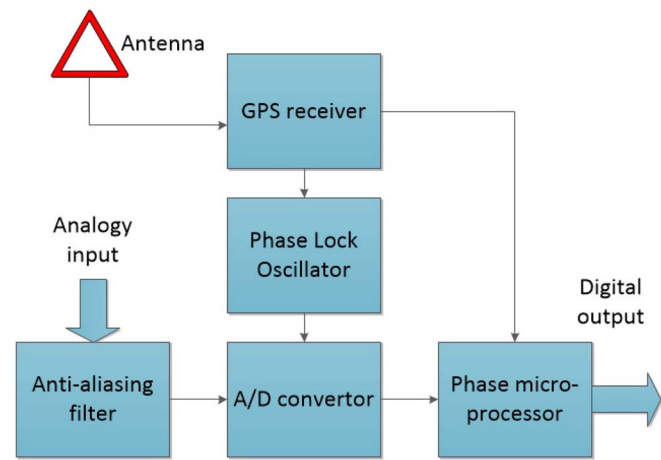 Antenna
GPS receiver
Analogy
input
Phase Lock
Oscillator
Digital
output
Anti-aliasing
filter
A/D convertor
Phase micro-
processor